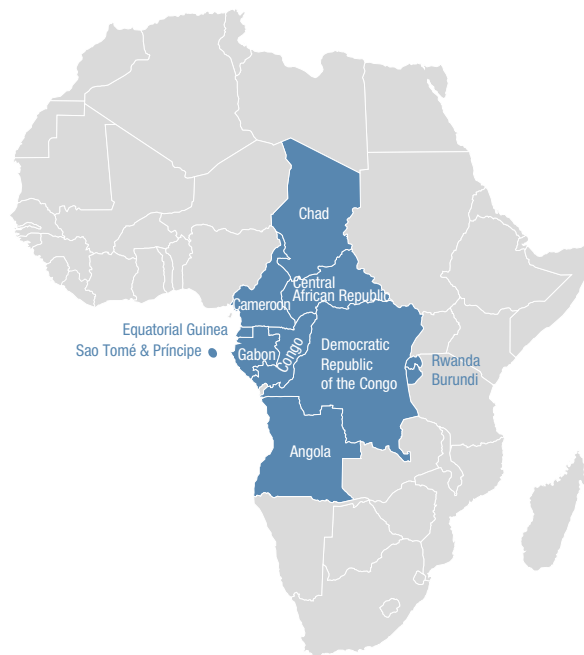 Chad
Central
African Republic
Cameroon
Equatorial Guinea
Sao Tomé & Príncipe
Gabon
Congo
Democratic
Republic
of the Congo
Rwanda
Burundi
Angola